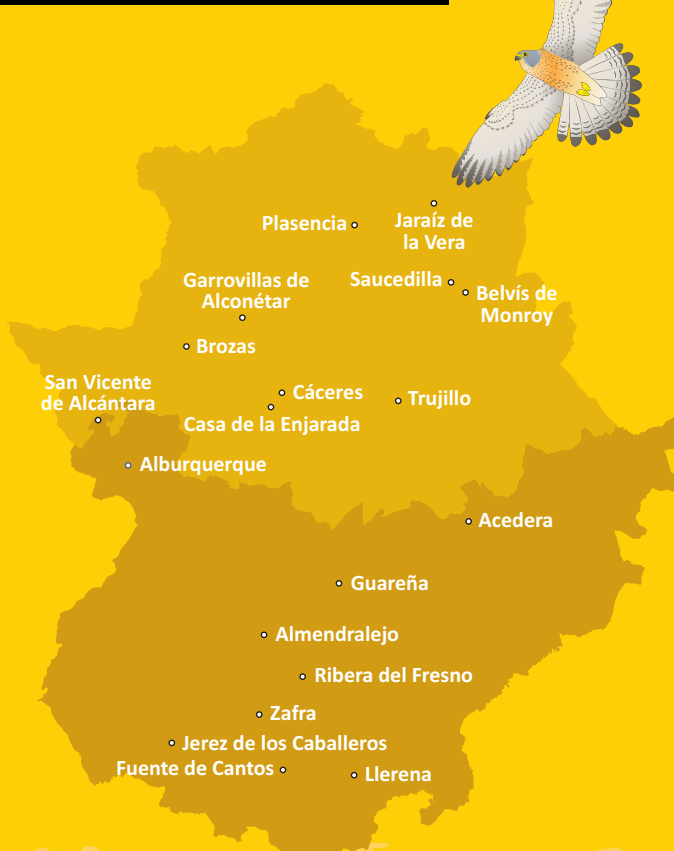 Plasencia
Jaraíz de
la Vera
Garrovillas de
Alconétar
Saucedilla
Belvís de
Monroy
Brozas
San Vicente
de Alcántara
Cáceres
Trujillo
Casa de la Enjarada
Alburquerque
Acedera
Guareña
Almendralejo
Ribera del Fresno
Zafra
Jerez de los Caballeros
Fuente de Cantos
Llerena